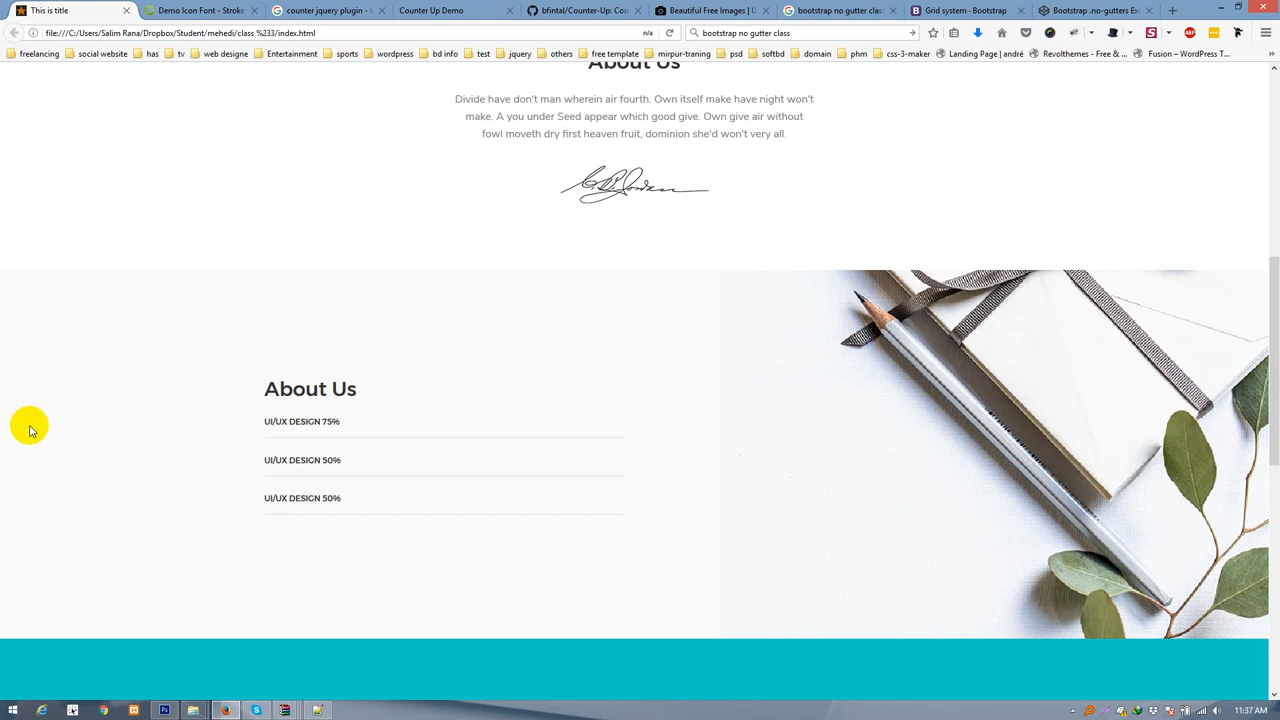 This is title
Demo Icon Font - Stroke
counter jquery plugin - G
Counter Up Demo
bfintal/Counter-Up: Cou
Beautiful Free Images | U
bootstrap no gutter clas
Grid system · Bootstrap
Bootstrap .no-gutters Ex
file:///C:/Users/Salim Rana/Dropbox/Student/mehedi/class %233/index.html
n/a
bootstrap no gutter class
freelancing
social website
has
tv
web designe
Entertainment
sports
wordpress
bd info
test
jquery
others
free template
mirpur-traning
psd
softbd
domain
phm
css-3-maker
Landing Page | andré
Revolthemes - Free & ...
Fusion – WordPress T...
About Us
Divide have don't man wherein air fourth. Own itself make have night won't
make. A you under Seed appear which good give. Own give air without
fowl moveth dry first heaven fruit, dominion she'd won't very all.
About Us
UI/UX DESIGN 75%
UI/UX DESIGN 50%
UI/UX DESIGN 50%
11:37 AM